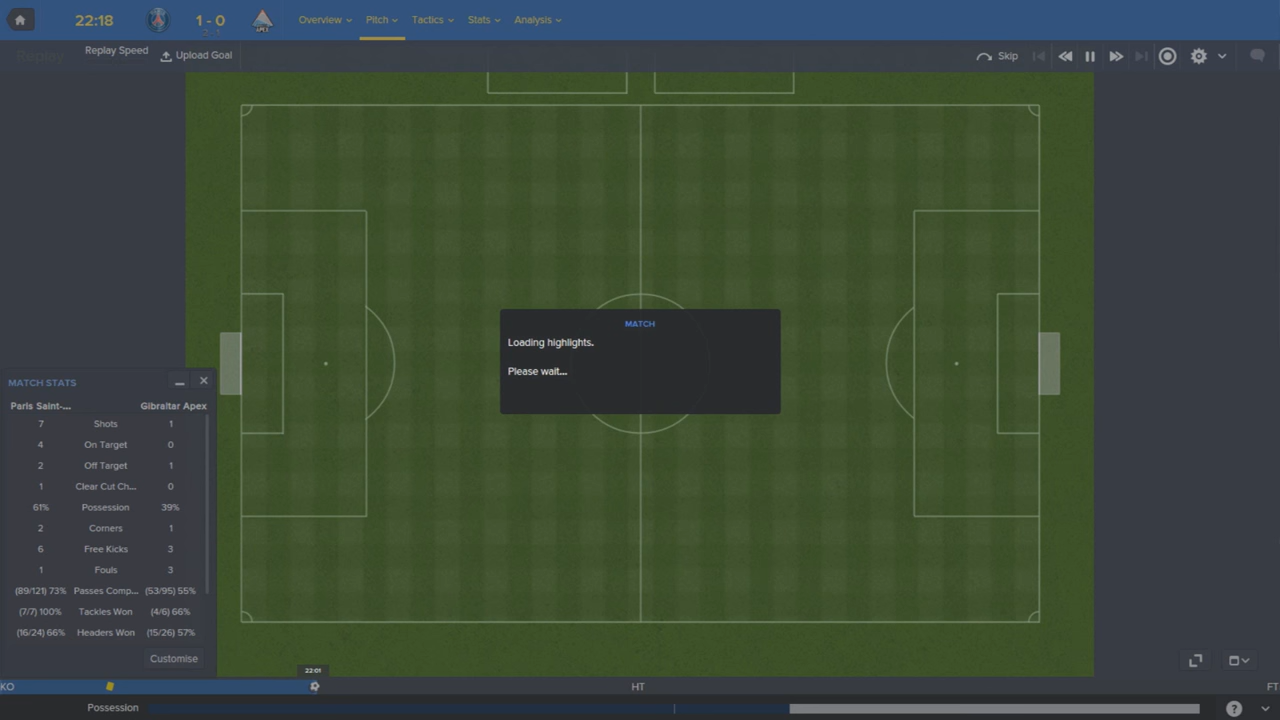 22:18
1 - 0
2 1
APEX
Overview
Pitch
Tactics
Stats
Analysis
Replay
Replay Speed
Upload Goal
Skip
MATCH
Loading highlights.
Please wait...
MATCH STATS
Paris Saint-... Gibraltar Apex
7 Shots 1
4 On Target 0
2 Off Target 1
1 Clear Cut Ch... 0
61% Possession 39%
2 Corners 1
6 Free Kicks 3
1 Fouls 3
(89/121) 73% Passes Comp... (53/95) 55%
(7/7) 100% Tackles Won (4/6) 66%
(16/24) 66% Headers Won (15/26) 57%
Customise
22:01
KO HT FT
Possession
?